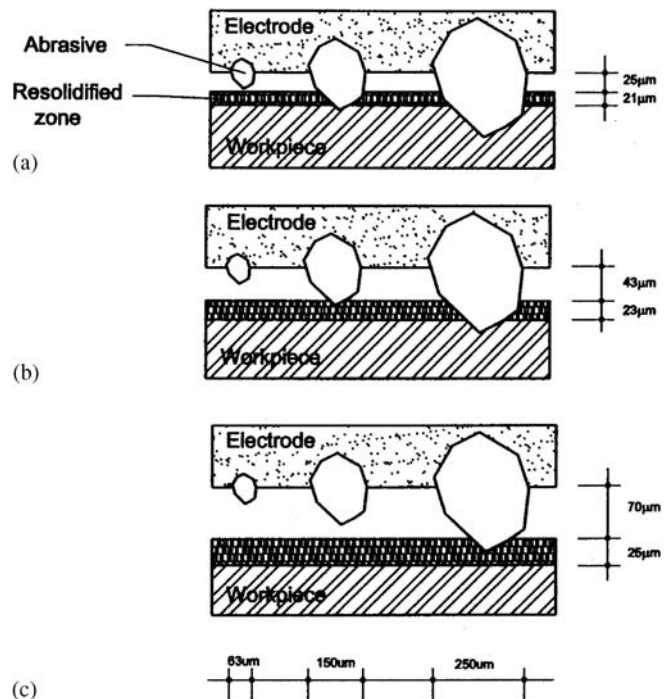 Electrode
Abrasive
25μm
Resolidified
21μm
zone
Workpiece
(a)
Electrode
43μm
23μm
Workpiece
(b)
Electrode
70μm
25μm
Workpiece
63um 150um 250um
(c)